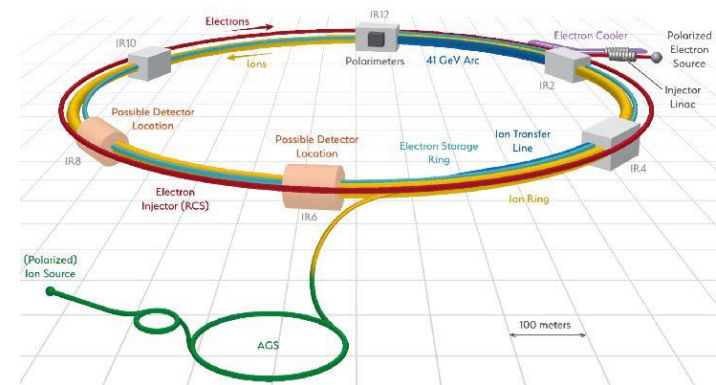 Electrons
IR12
Electron Cooler
Polarized
Electron
Source
IR10
Ions
Polarimeters
41 GeV Arc
IR2
Injector
Linac
Possible Detector
Location
Possible Detector
Location
Electron Storage
Ring
Ion Transfer
Line
IR8
IR4
Electron
Injector (RCS)
Ion Ring
IR6
(Polarized)
Ion Source
100 meters
AGS